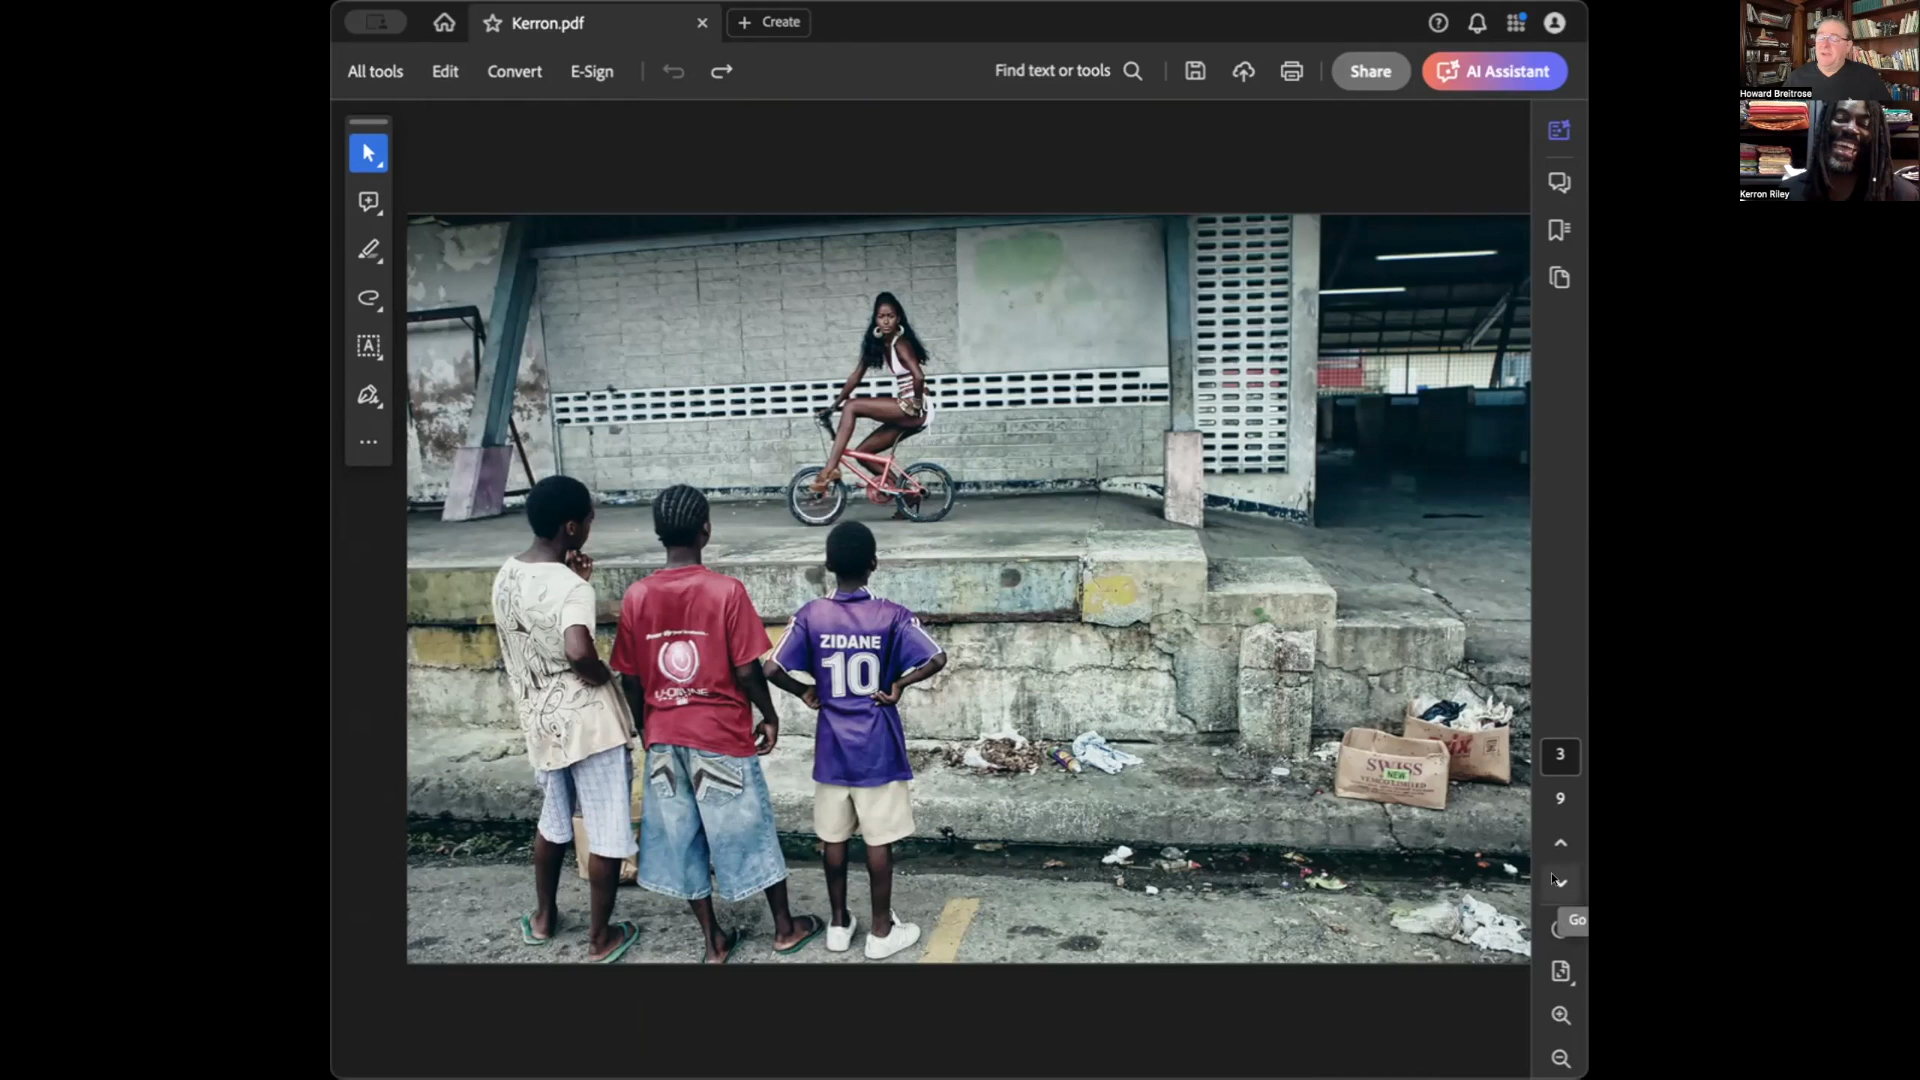 Kerron.pdf
Create
All tools
Edit
Convert
E-Sign
Find text or tools
Share
AI Assistant
Howard Breitrose
Kerron Riley
ZIDANE
10
SWISS
NEW
3
9
Go